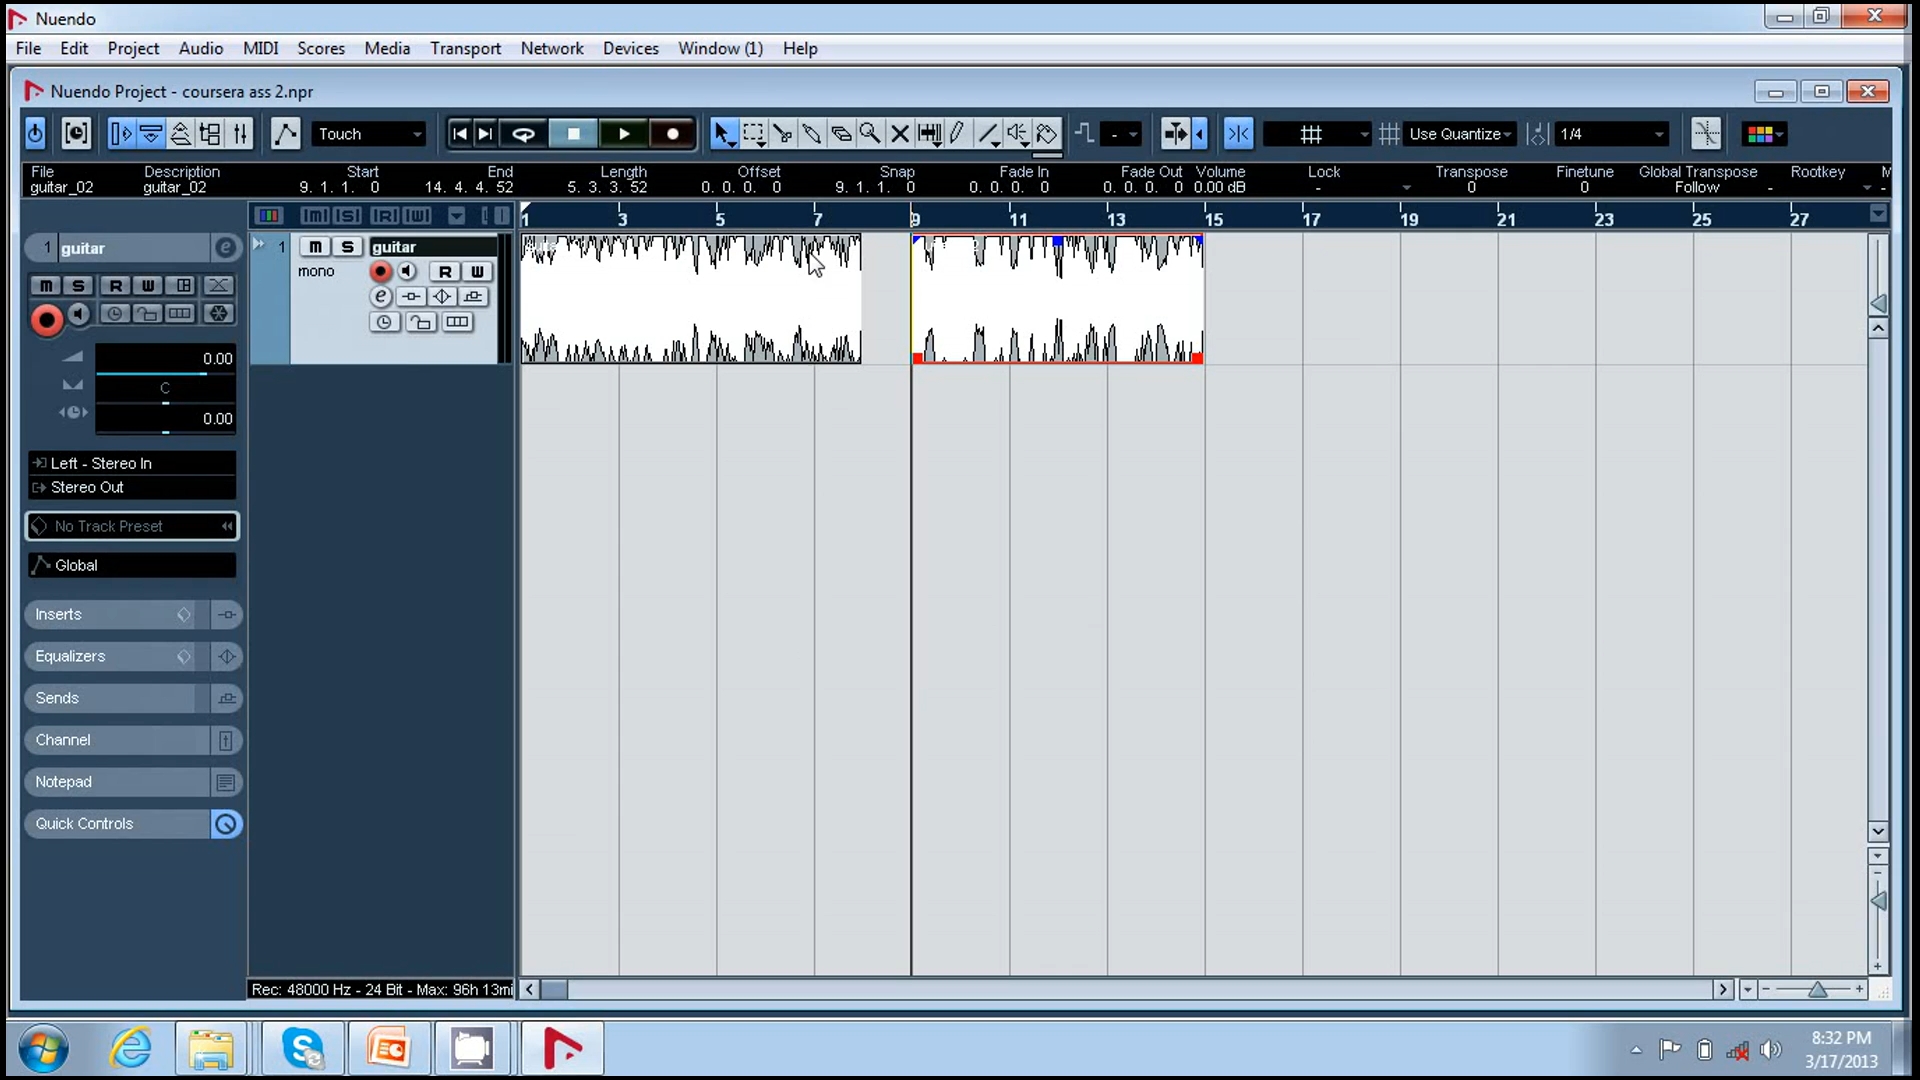 Nuendo
File Edit Project Audio MIDI Scores Media Transport Network Devices Window (1) Help
Nuendo Project - coursera ass 2.npr
Touch - Use Quantize 1/4
File Description Start End Length Offset Snap Fade In Fade Out Volume Lock Transpose Finetune Global Transpose Rootkey M
guitar_02 guitar_02 9. 1. 1. 0 14. 4. 4. 52 5. 3. 3. 52 0. 0. 0. 0 9. 1. 1. 0 0. 0. 0. 0 0. 0. 0. 0 0.00 dB - 0 0 Follow - -
M S R W 1 3 5 7 9 11 13 15 17 19 21 23 25 27
1 guitar e
1 M S guitar
mono R W
M S R W
e
0.00
C
0.00
Left - Stereo In
Stereo Out
No Track Preset
Global
Inserts
Equalizers
Sends
Channel
Notepad
Quick Controls
Rec: 48000 Hz - 24 Bit - Max: 96h 13mi
8:32 PM
3/17/2013